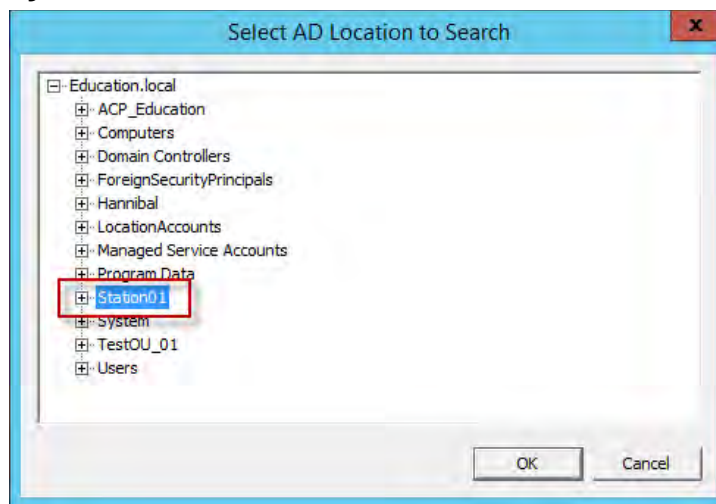 Select AD Location to Search
x
Education.local
ACP_Education
Computers
Domain Controllers
ForeignSecurityPrincipals
Hannibal
LocationAccounts
Managed Service Accounts
Program Data
Station01
System
TestOU_01
Users
OK Cancel